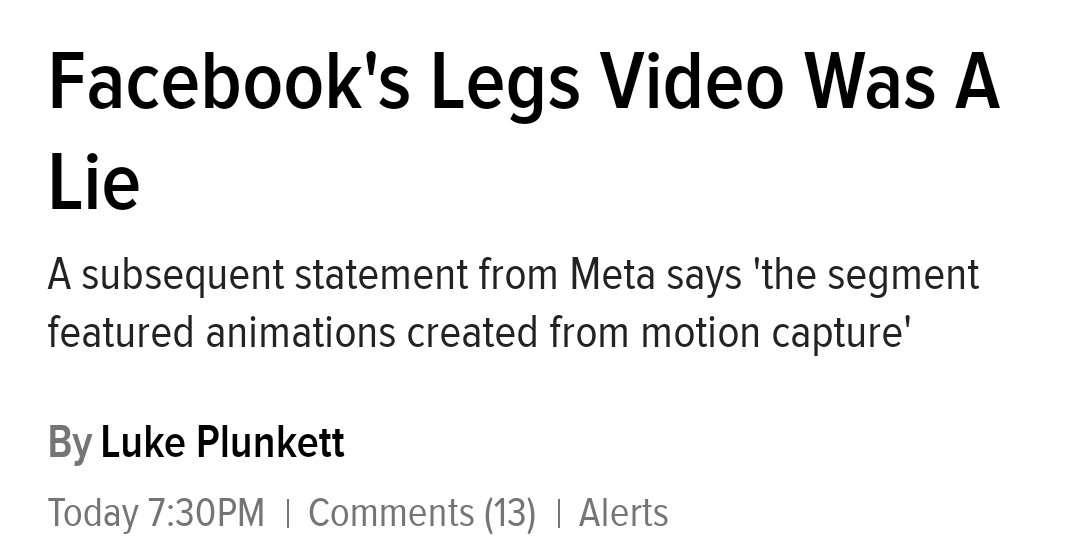 Facebook's Legs Video Was A
Lie
A subsequent statement from Meta says 'the segment
featured animations created from motion capture'
By Luke Plunkett
Today 7:30PM | Comments (13) | Alerts